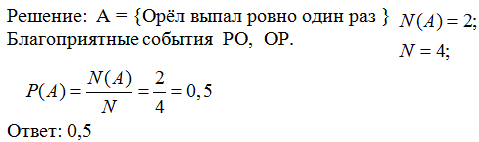 Решение: А = {Орёл выпал ровно один раз } N(A) = 2;
Благоприятные события РО, ОР. N = 4;
P(A) = N(A)/N = 2/4 = 0,5
Ответ: 0,5